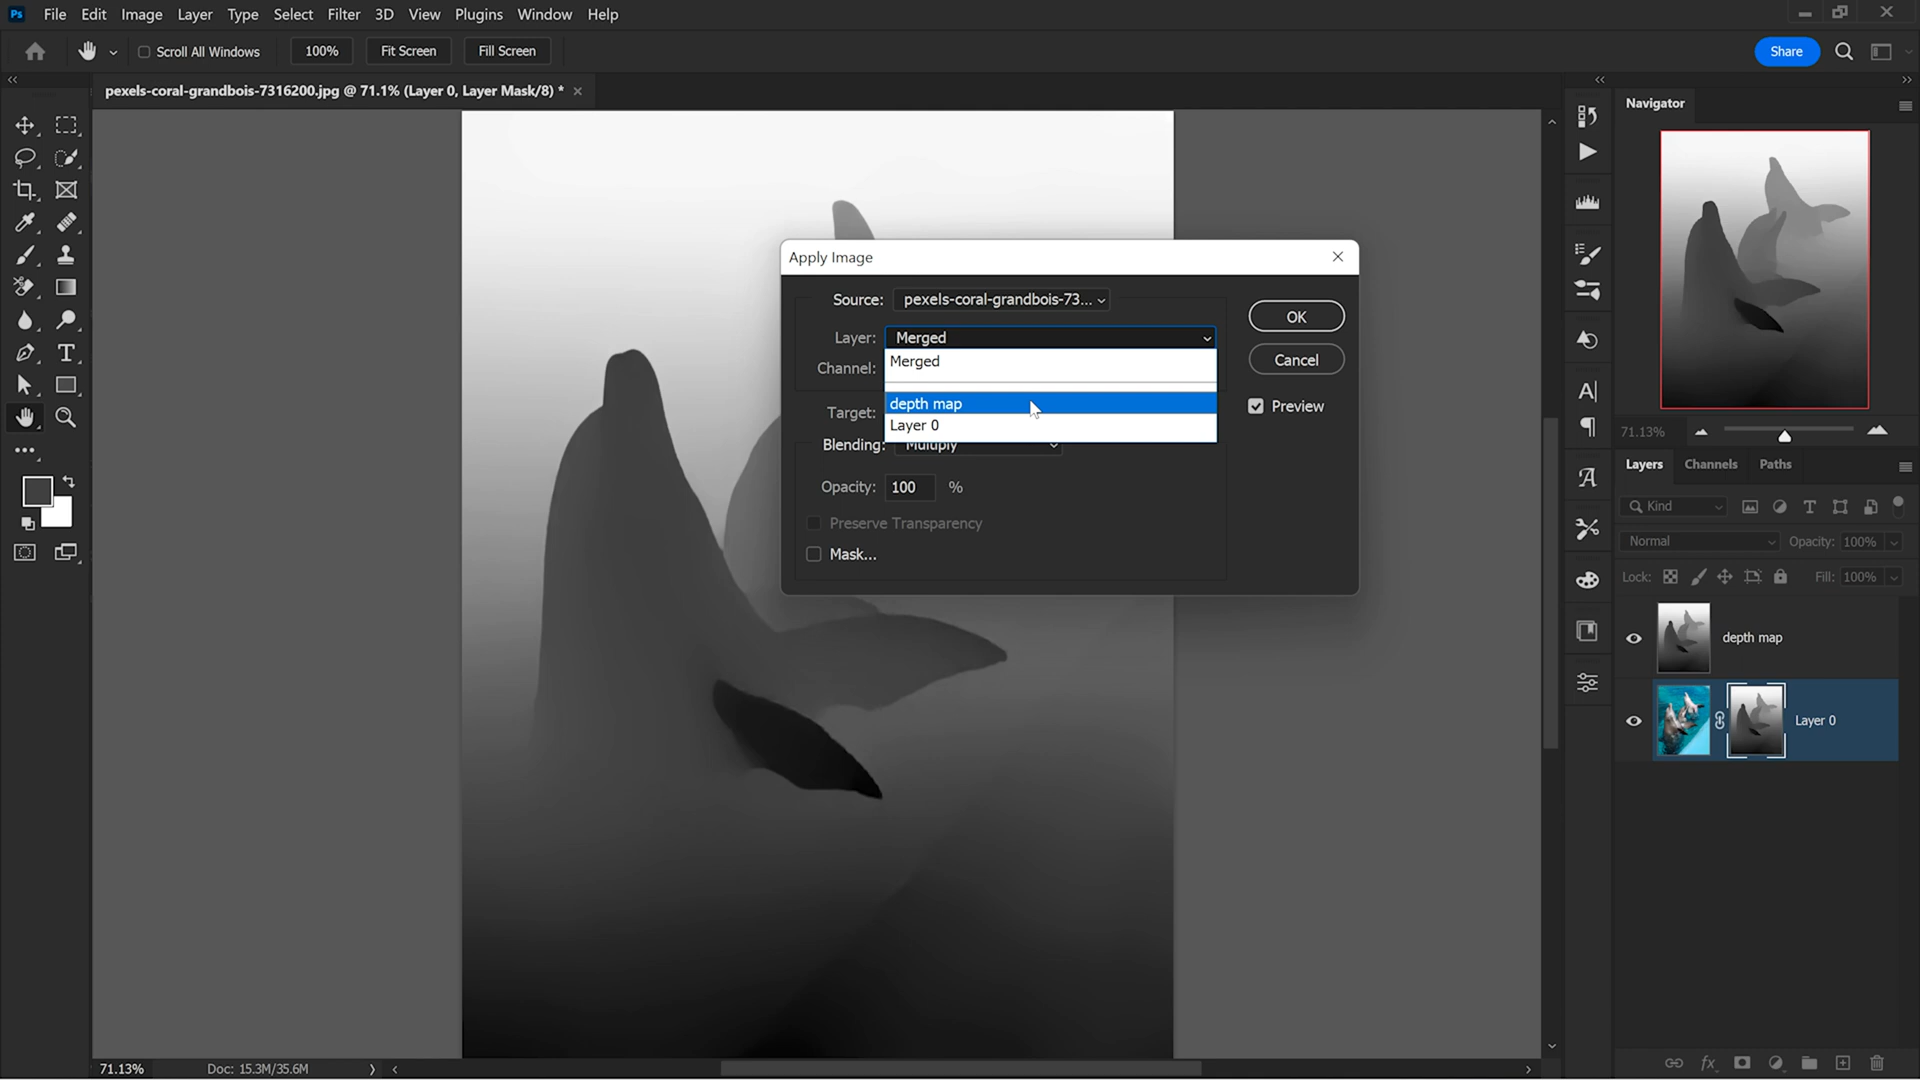 Ps File Edit Image Layer Type Select Filter 3D View Plugins Window Help
Scroll All Windows 100% Fit Screen Fill Screen Share
pexels-coral-grandbois-7316200.jpg @ 71.1% (Layer 0, Layer Mask/8) *
Navigator
Apply Image
Source: pexels-coral-grandbois-73...
OK
Layer: Merged
Merged
Cancel
Channel:
depth map
Preview
Target:
Layer 0
Blending: Multiply
71.13%
Layers Channels Paths
Opacity: 100 %
Kind
Preserve Transparency
Normal Opacity: 100%
Mask...
Lock: Fill: 100%
depth map
Layer 0
71.13% Doc: 15.3M/35.6M